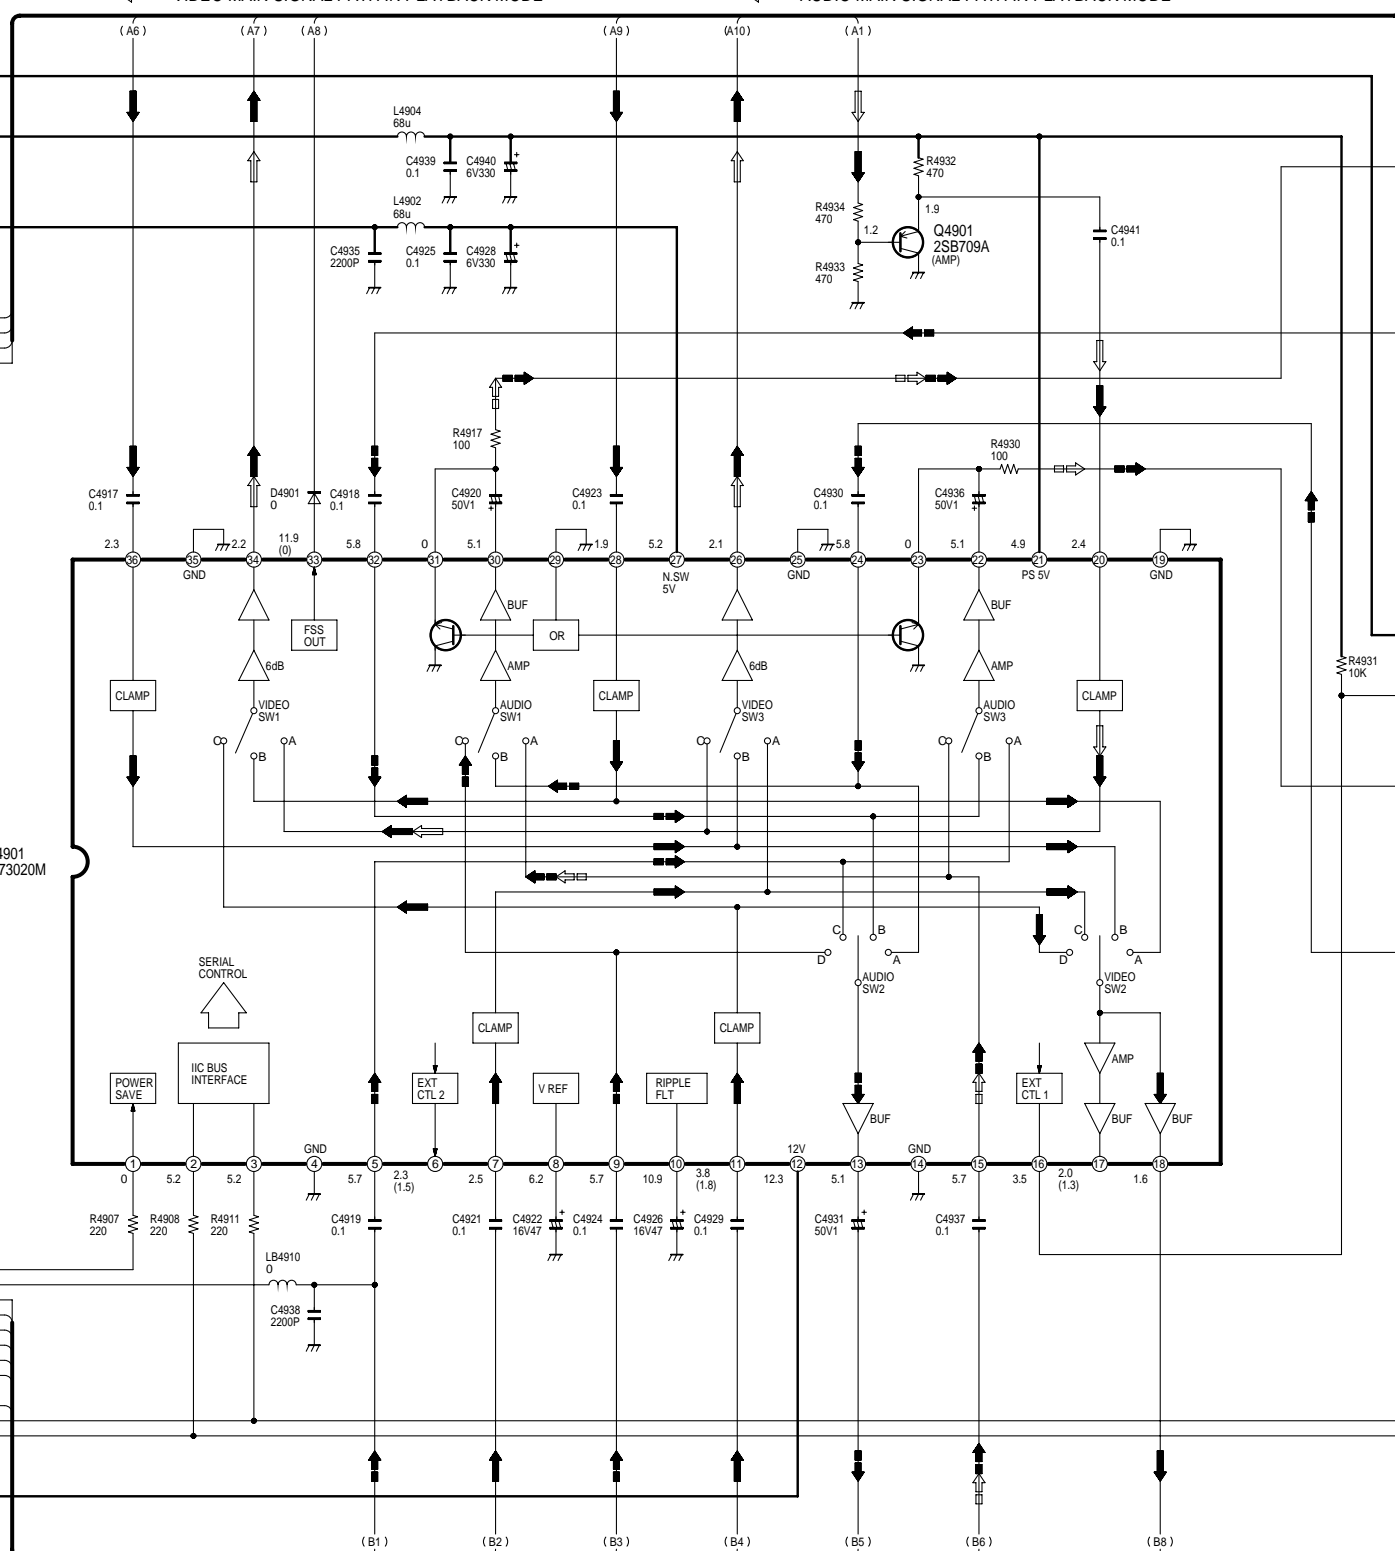 (A6)
(A7)
(A8)
(A9)
(A10)
(A1)
L4904
68u
C4939
0.1
C4940
6V330
+
R4932
470
L4902
68u
R4934
470
1.9
1.2
Q4901
2SB709A
(AMP)
C4941
0.1
C4935
2200P
C4925
0.1
C4928
6V330
+
R4933
470
R4917
100
R4930
100
C4917
0.1
D4901
0
C4918
0.1
C4920
50V1
+
C4923
0.1
C4930
0.1
C4936
50V1
+
2.3
2.2
11.9
(0)
5.8
0
5.1
1.9
5.2
2.1
5.8
0
5.1
4.9
2.4
36
35
34
33
32
31
30
29
28
27
26
25
24
23
22
21
20
19
GND
N.SW
5V
GND
PS 5V
GND
FSS
OUT
BUF
OR
BUF
6dB
AMP
6dB
AMP
R4931
10K
CLAMP
CLAMP
CLAMP
VIDEO
SW1
AUDIO
SW1
VIDEO
SW3
AUDIO
SW3
C
B
A
C
B
A
C
B
A
C
B
A
4901
73020M
C
B
D
A
AUDIO
SW2
C
B
D
A
VIDEO
SW2
SERIAL
CONTROL
CLAMP
CLAMP
AMP
POWER
SAVE
IIC BUS
INTERFACE
EXT
CTL 2
V REF
RIPPLE
FLT
EXT
CTL 1
BUF
BUF
BUF
GND
12V
GND
1
2
3
4
5
6
7
8
9
10
11
12
13
14
15
16
17
18
0
5.2
5.2
5.7
2.3
(1.5)
2.5
6.2
5.7
10.9
3.8
(1.8)
12.3
5.1
5.7
3.5
2.0
(1.3)
1.6
R4907
220
R4908
220
R4911
220
C4919
0.1
C4921
0.1
C4922
16V47
+
C4924
0.1
C4926
16V47
+
C4929
0.1
C4931
50V1
+
C4937
0.1
LB4910
0
C4938
2200P
(B1)
(B2)
(B3)
(B4)
(B5)
(B6)
(B8)